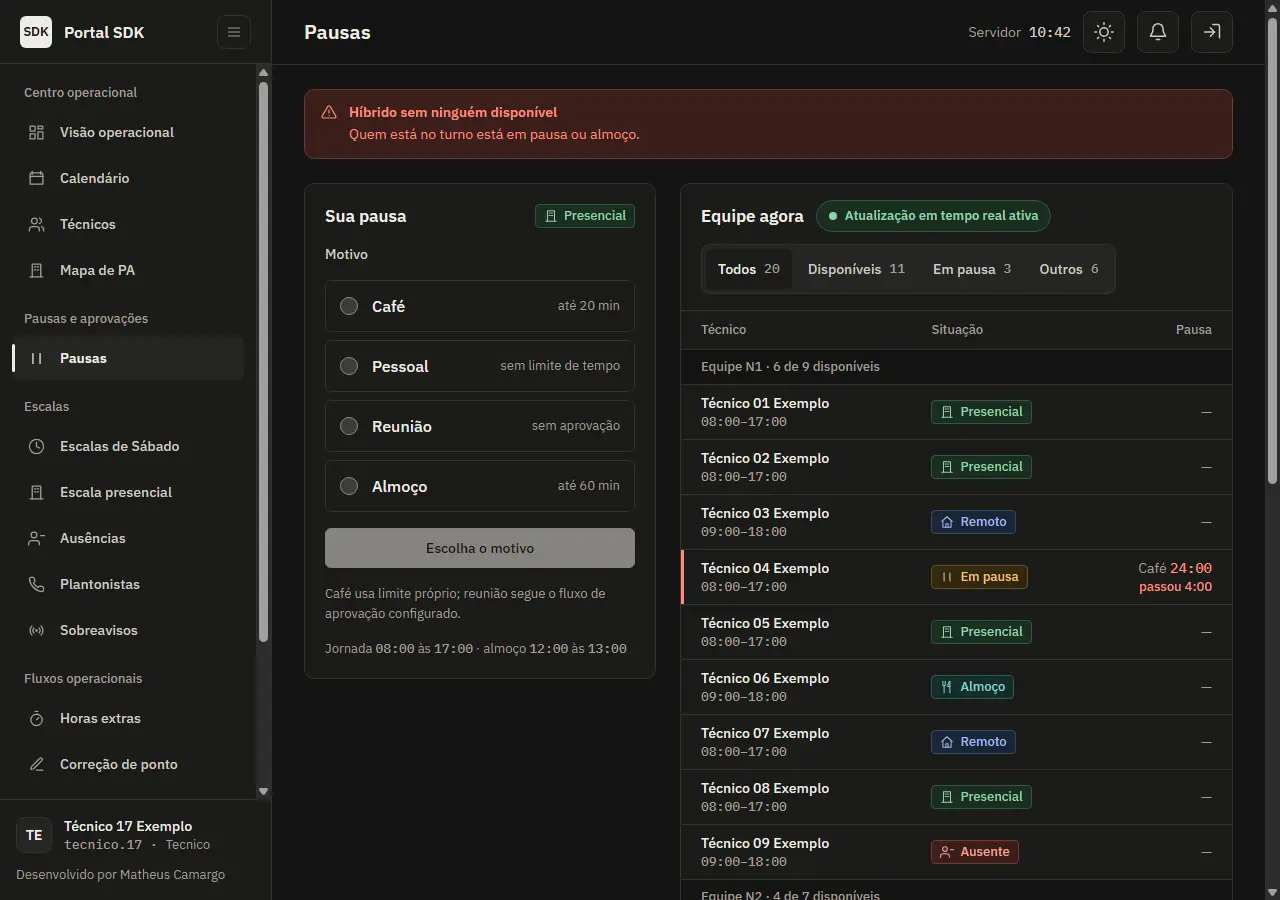 SDK Portal SDK
Centro operacional
Visão operacional
Calendário
Técnicos
Mapa de PA
Pausas e aprovações
Pausas
Escalas
Escalas de Sábado
Escala presencial
Ausências
Plantonistas
Sobreavisos
Fluxos operacionais
Horas extras
Correção de ponto
TE
Técnico 17 Exemplo
tecnico.17 · Tecnico
Desenvolvido por Matheus Camargo
Pausas
Servidor 10:42
Híbrido sem ninguém disponível
Quem está no turno está em pausa ou almoço.
Sua pausa Presencial
Motivo
Café até 20 min
Pessoal sem limite de tempo
Reunião sem aprovação
Almoço até 60 min
Escolha o motivo
Café usa limite próprio; reunião segue o fluxo de
aprovação configurado.
Jornada 08:00 às 17:00 · almoço 12:00 às 13:00
Equipe agora Atualização em tempo real ativa
Todos 20 Disponíveis 11 Em pausa 3 Outros 6
Técnico Situação Pausa
Equipe N1 · 6 de 9 disponíveis
Técnico 01 Exemplo
08:00–17:00 Presencial —
Técnico 02 Exemplo
08:00–17:00 Presencial —
Técnico 03 Exemplo
09:00–18:00 Remoto —
Técnico 04 Exemplo
08:00–17:00 Em pausa Café 24:00
passou 4:00
Técnico 05 Exemplo
08:00–17:00 Presencial —
Técnico 06 Exemplo
09:00–18:00 Almoço —
Técnico 07 Exemplo
08:00–17:00 Remoto —
Técnico 08 Exemplo
08:00–17:00 Presencial —
Técnico 09 Exemplo
09:00–18:00 Ausente —
Equipe N2 · 4 de 7 disponíveis